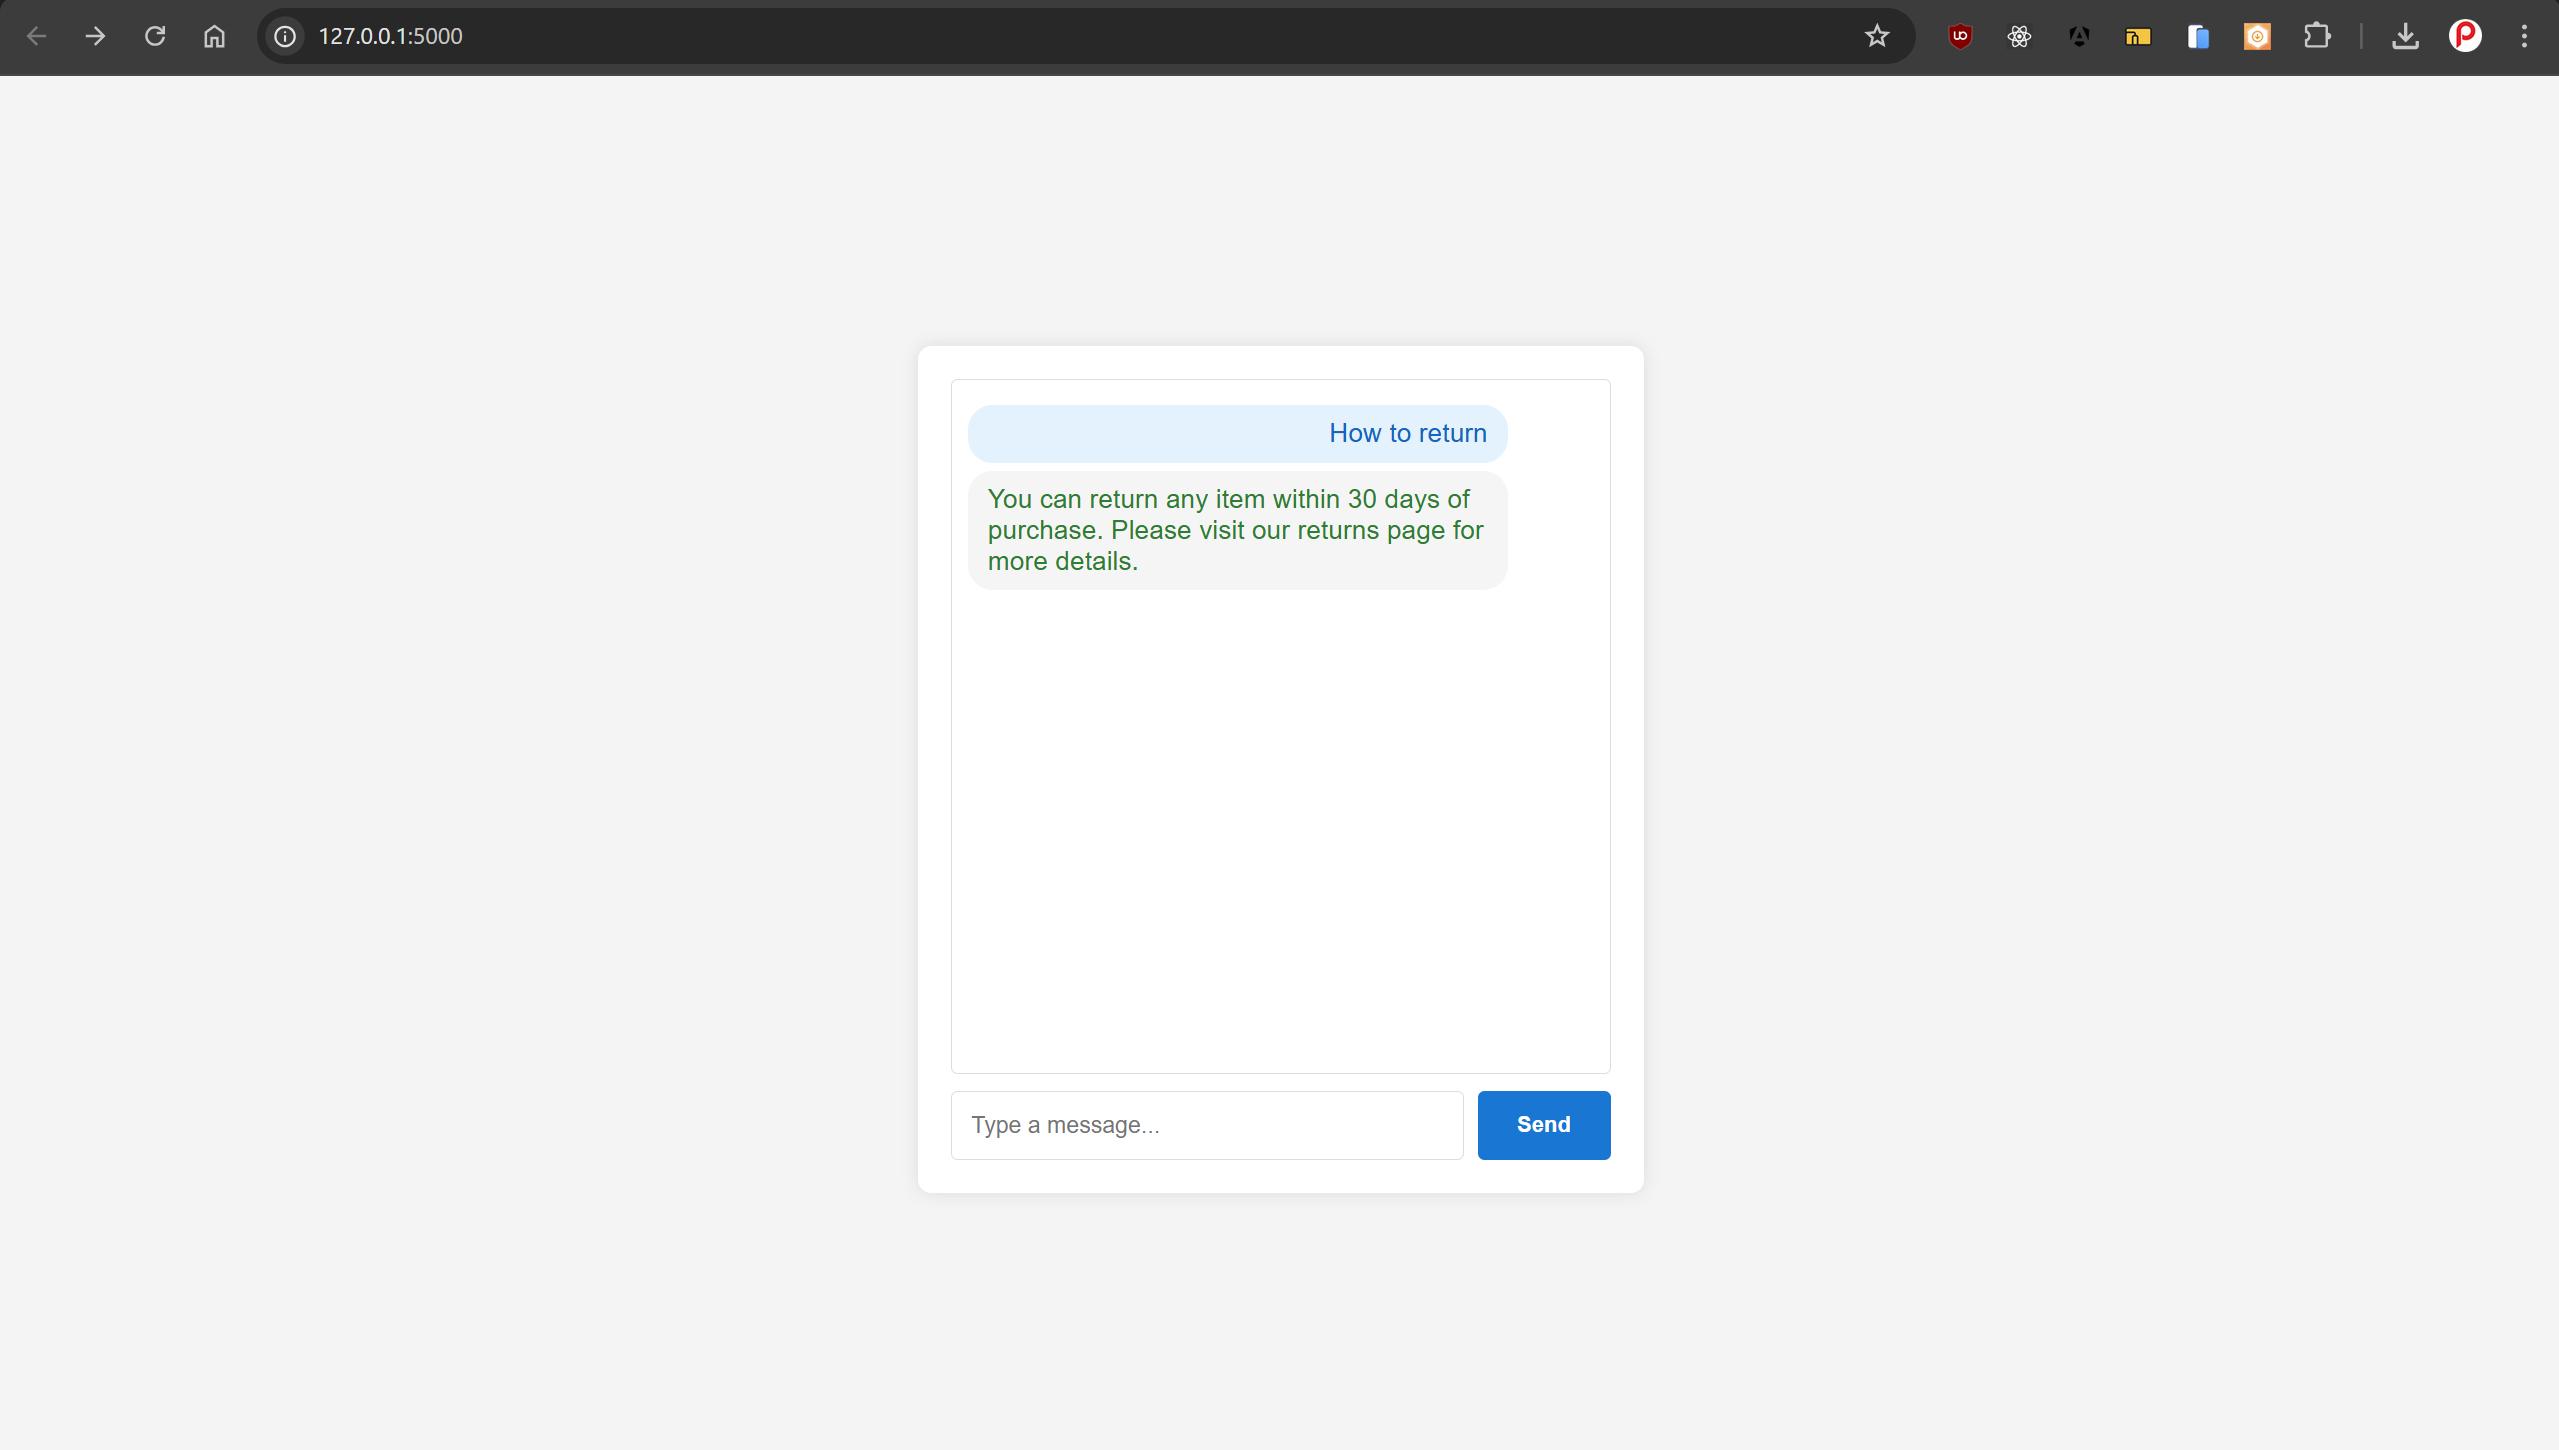 127.0.0.1:5000
How to return
You can return any item within 30 days of
purchase. Please visit our returns page for
more details.
Type a message...
Send